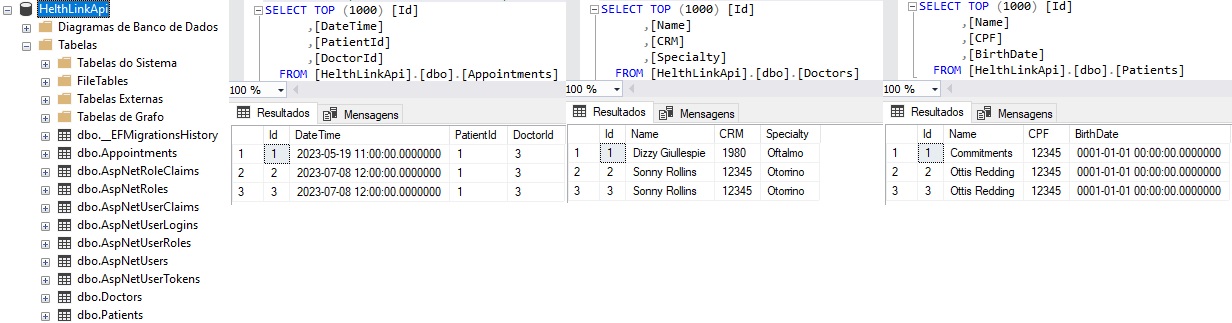 HelthLinkApi
Diagramas de Banco de Dados
Tabelas
Tabelas do Sistema
FileTables
Tabelas Externas
Tabelas de Grafo
dbo.__EFMigrationsHistory
dbo.Appointments
dbo.AspNetRoleClaims
dbo.AspNetRoles
dbo.AspNetUserClaims
dbo.AspNetUserLogins
dbo.AspNetUserRoles
dbo.AspNetUsers
dbo.AspNetUserTokens
dbo.Doctors
dbo.Patients
SELECT TOP (1000) [Id]
,[DateTime]
,[PatientId]
,[DoctorId]
FROM [HelthLinkApi].[dbo].[Appointments]
100 %
Resultados Mensagens
Id DateTime PatientId DoctorId
1 1 2023-05-19 11:00:00.0000000 1 3
2 2 2023-07-08 12:00:00.0000000 1 3
3 3 2023-07-08 12:00:00.0000000 1 3
SELECT TOP (1000) [Id]
,[Name]
,[CRM]
,[Specialty]
FROM [HelthLinkApi].[dbo].[Doctors]
100 %
Resultados Mensagens
Id Name CRM Specialty
1 1 Dizzy Giullespie 1980 Oftalmo
2 2 Sonny Rollins 12345 Otorrino
3 3 Sonny Rollins 12345 Otorrino
SELECT TOP (1000) [Id]
,[Name]
,[CPF]
,[BirthDate]
FROM [HelthLinkApi].[dbo].[Patients]
100 %
Resultados Mensagens
Id Name CPF BirthDate
1 1 Commitments 12345 0001-01-01 00:00:00.0000000
2 2 Ottis Redding 12345 0001-01-01 00:00:00.0000000
3 3 Ottis Redding 12345 0001-01-01 00:00:00.0000000